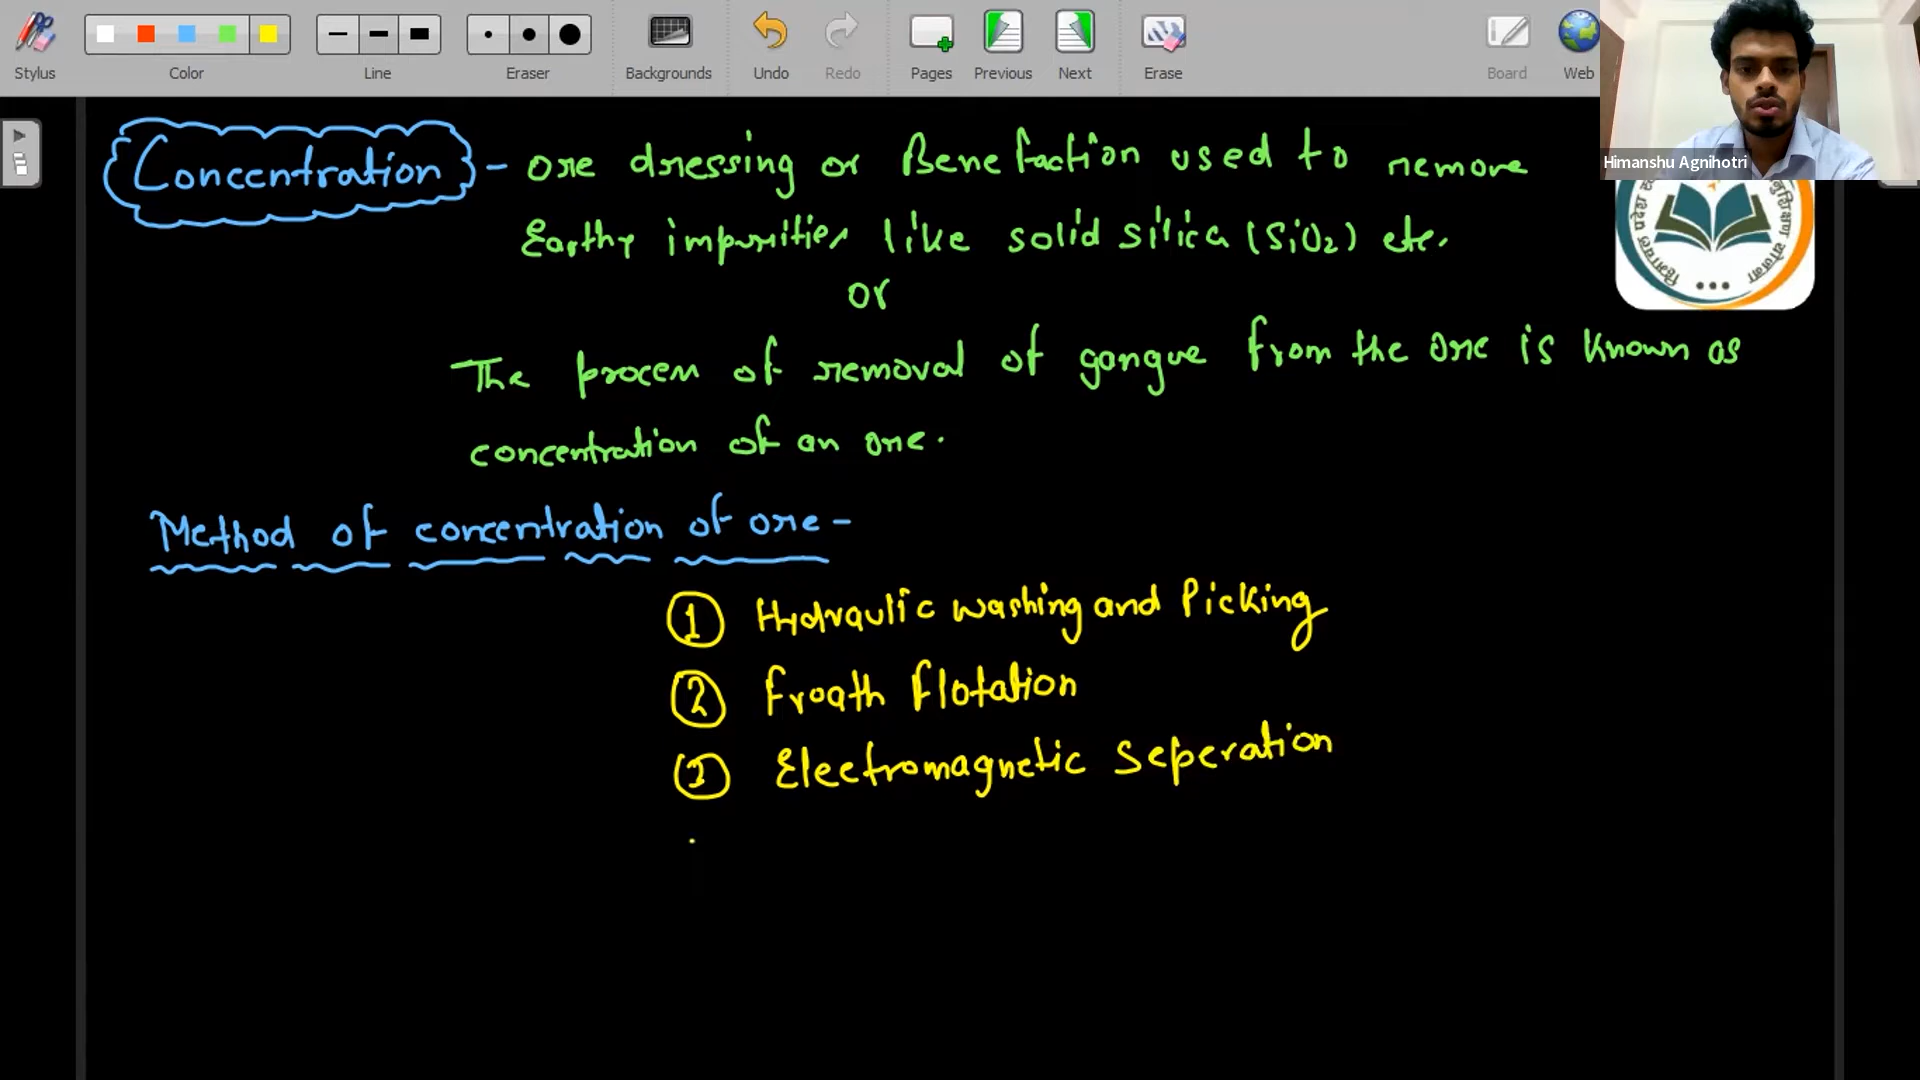 Stylus
Color
Line
Eraser
Backgrounds
Undo
Redo
Pages
Previous
Next
Erase
Board
Web
Himanshu Agnihotri
Concentration - ore dressing or Benefaction used to remove
Earthy impurities like solid silica (SiO2) etc.
or
The process of removal of gangue from the ore is known as
concentration of an ore.
Method of concentration of ore -
1 Hydraulic washing and Picking
2 Froath Flotation
3 Electromagnetic Seperation